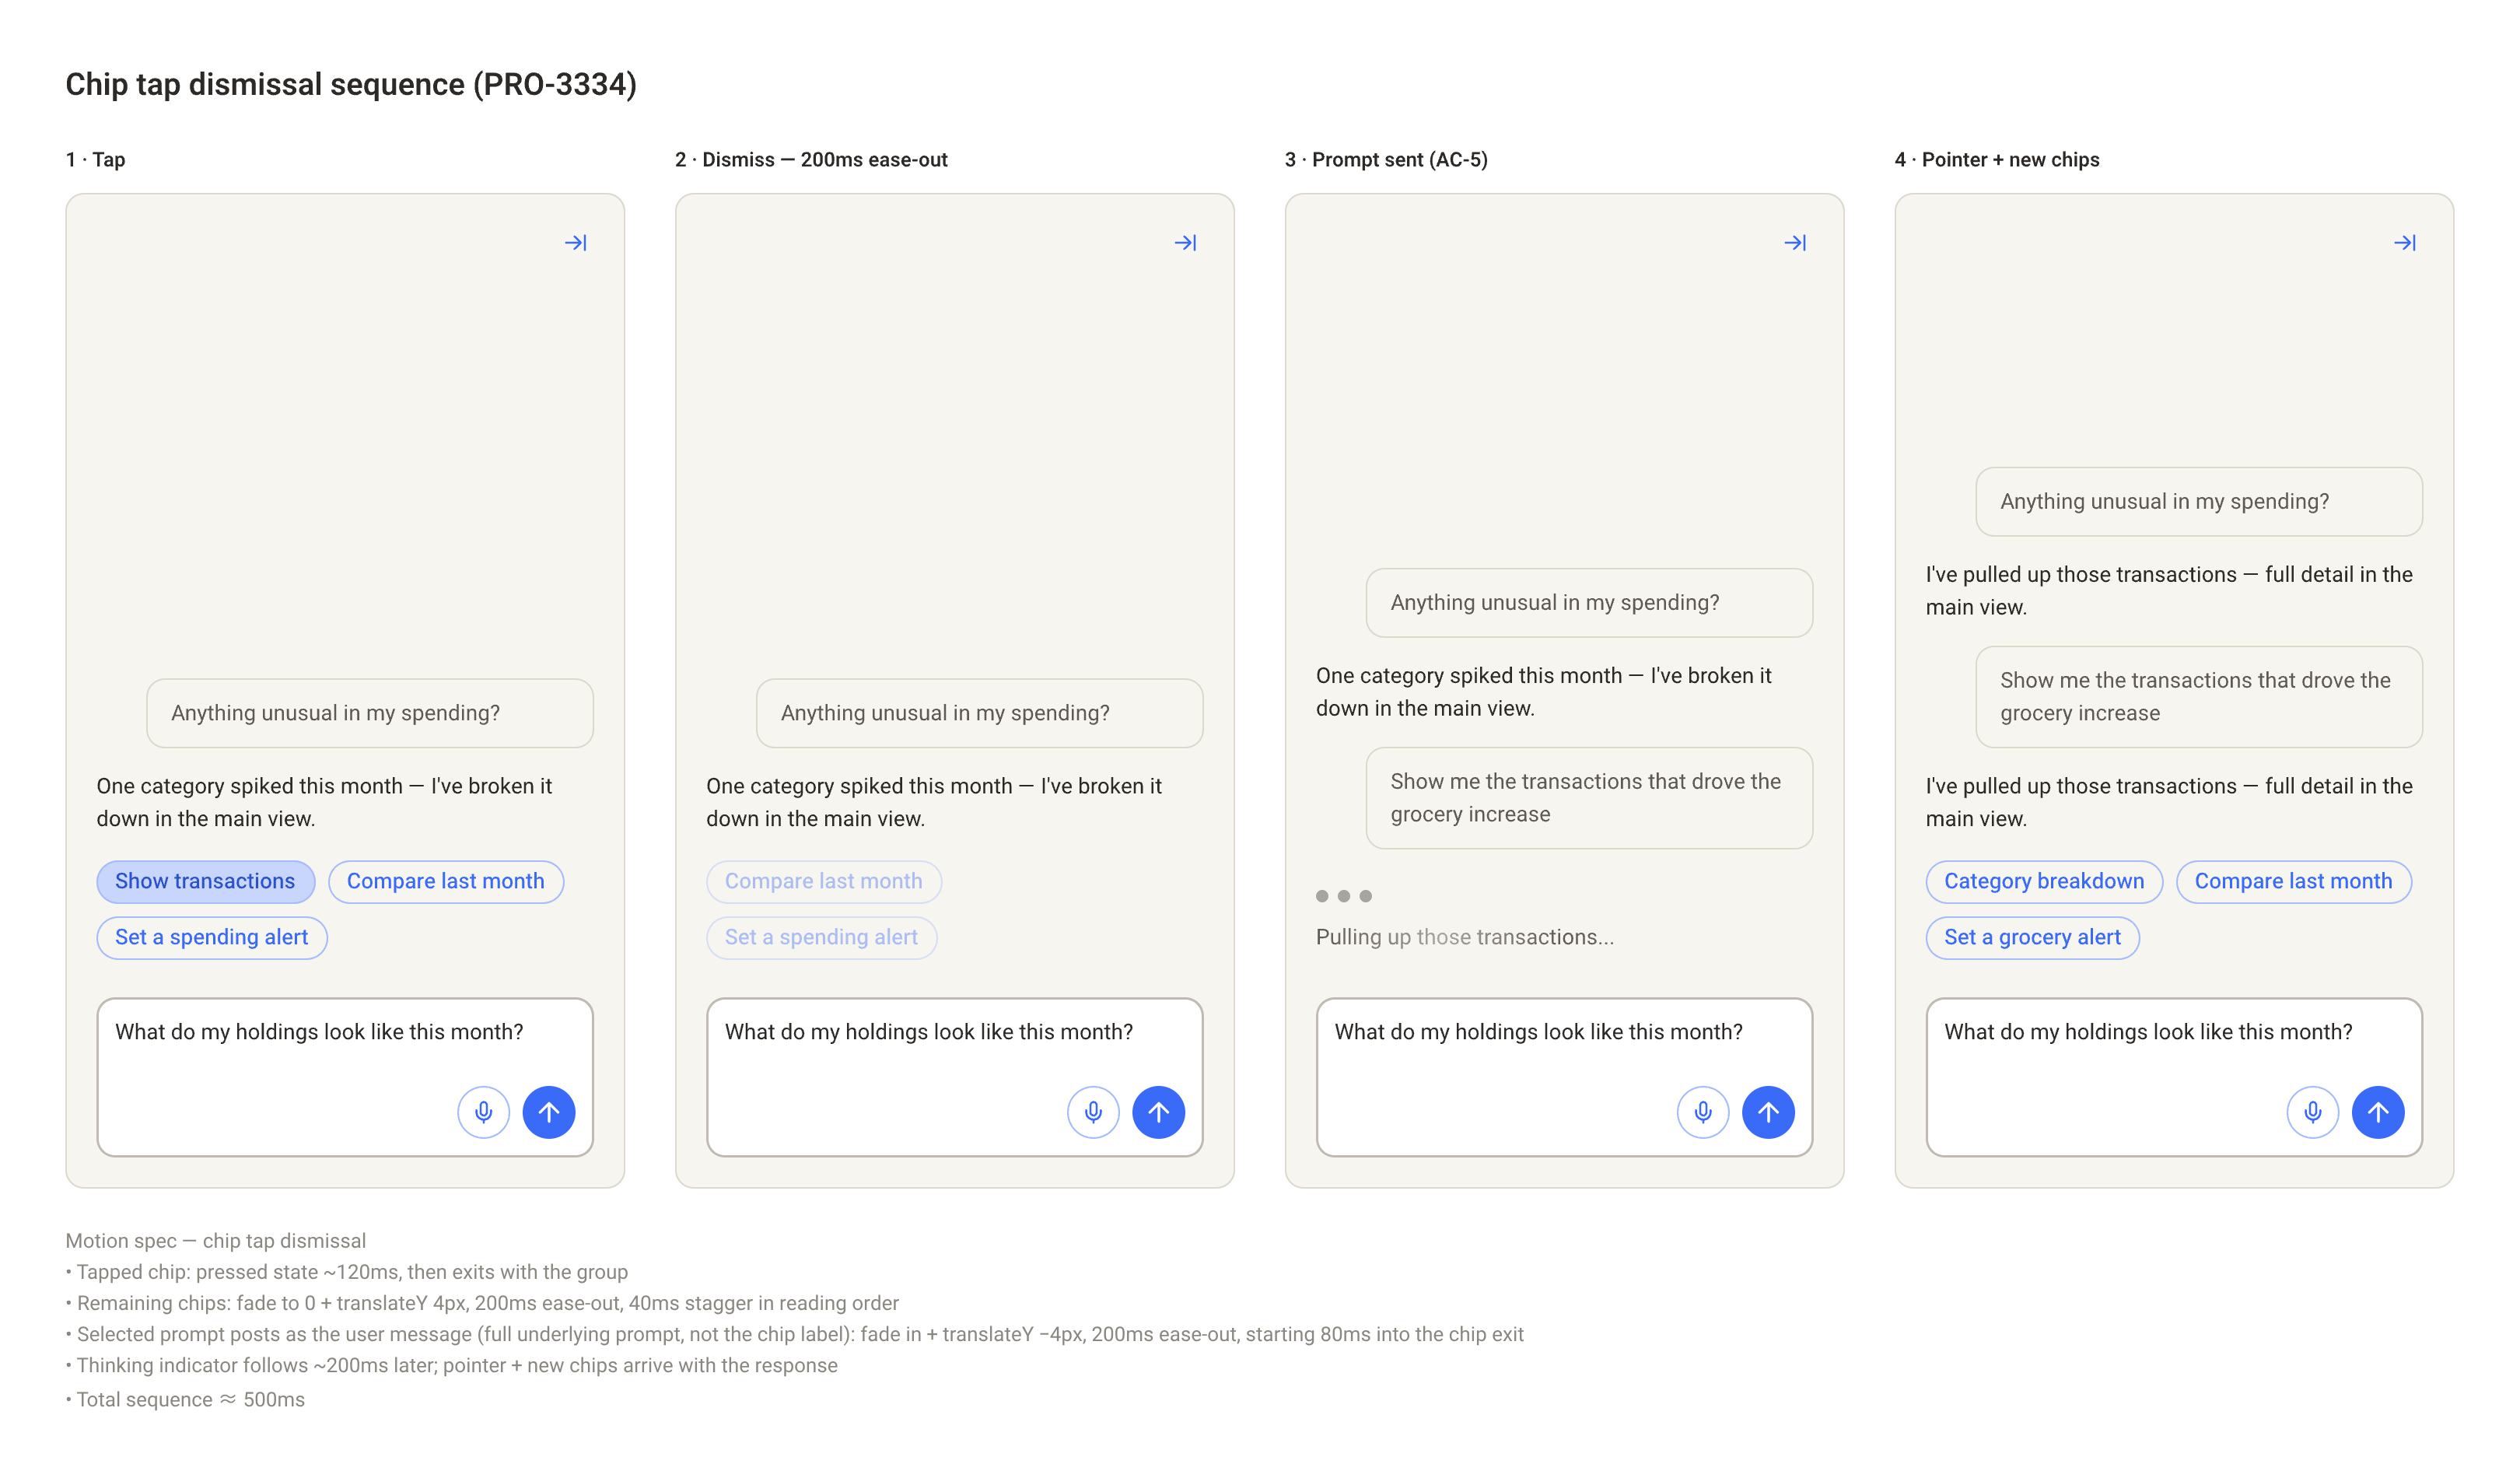 Chip tap dismissal sequence (PRO-3334)
1 · Tap
Anything unusual in my spending?
One category spiked this month — I've broken it
down in the main view.
Show transactions
Compare last month
Set a spending alert
What do my holdings look like this month?
2 · Dismiss — 200ms ease-out
Anything unusual in my spending?
One category spiked this month — I've broken it
down in the main view.
Compare last month
Set a spending alert
What do my holdings look like this month?
3 · Prompt sent (AC-5)
Anything unusual in my spending?
One category spiked this month — I've broken it
down in the main view.
Show me the transactions that drove the
grocery increase
Pulling up those transactions...
What do my holdings look like this month?
4 · Pointer + new chips
Anything unusual in my spending?
I've pulled up those transactions — full detail in the
main view.
Show me the transactions that drove the
grocery increase
I've pulled up those transactions — full detail in the
main view.
Category breakdown
Compare last month
Set a grocery alert
What do my holdings look like this month?
Motion spec — chip tap dismissal
• Tapped chip: pressed state ~120ms, then exits with the group
• Remaining chips: fade to 0 + translateY 4px, 200ms ease-out, 40ms stagger in reading order
• Selected prompt posts as the user message (full underlying prompt, not the chip label): fade in + translateY −4px, 200ms ease-out, starting 80ms into the chip exit
• Thinking indicator follows ~200ms later; pointer + new chips arrive with the response
• Total sequence ≈ 500ms